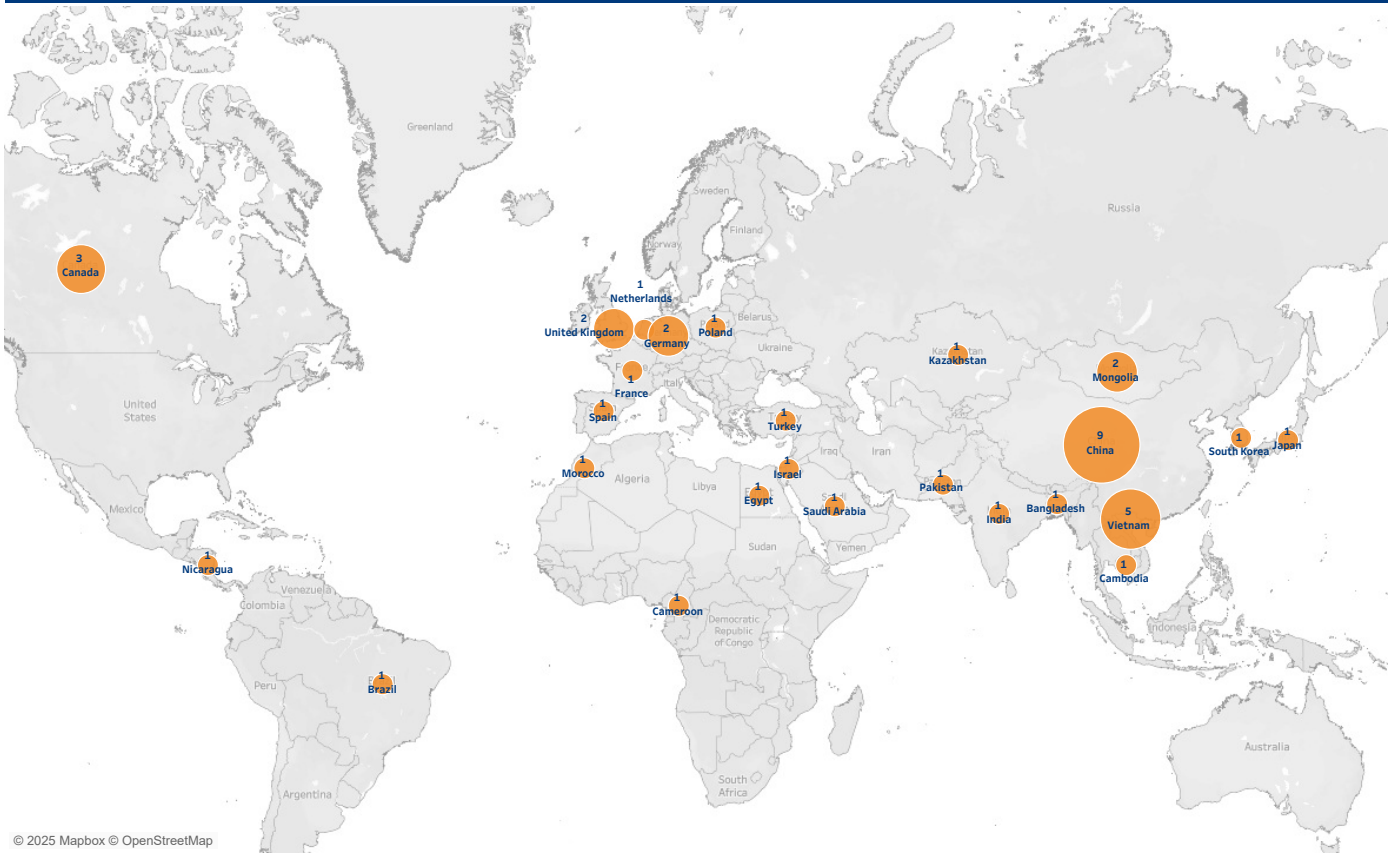 Greenland
Sweden
Russia
Finland
Norway
3
Canada
1
Netherlands
2
United Kingdom
2
Germany
1
Poland
Belarus
Ukraine
1
Kazakhstan
2
Mongolia
1
France
Italy
1
Spain
United
States
1
Turkey
9
China
1
South Korea
1
Japan
1
Morocco
Algeria
Libya
1
Israel
Iraq
Iran
1
Egypt
1
Saudi Arabia
1
Pakistan
1
India
1
Bangladesh
5
Vietnam
Mexico
Sudan
Yemen
1
Nicaragua
1
Cambodia
Venezuela
Colombia
1
Cameroon
Democratic
Republic
of Congo
Indonesia
Peru
1
Brazil
Australia
South
Africa
Argentina
© 2025 Mapbox © OpenStreetMap